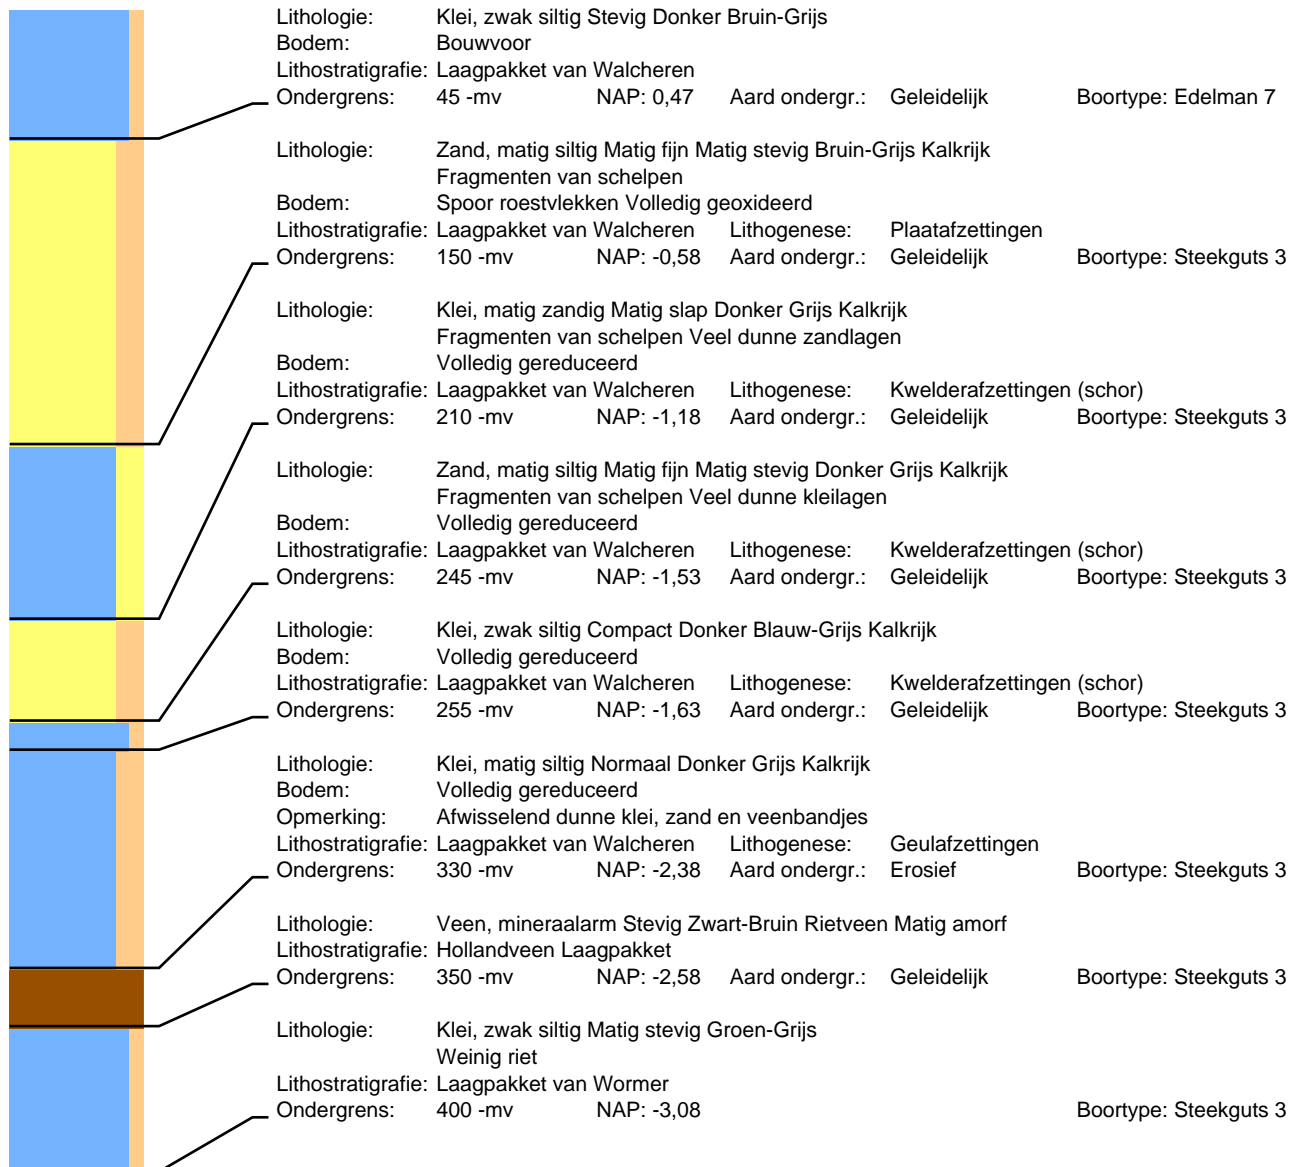 Lithologie: Klei, zwak siltig Stevig Donker Bruin-Grijs
Bodem: Bouwvoor
Lithostratigrafie: Laagpakket van Walcheren
Ondergrens: 45 -mv NAP: 0,47 Aard ondergr.: Geleidelijk Boortype: Edelman 7
Lithologie: Zand, matig siltig Matig fijn Matig stevig Bruin-Grijs Kalkrijk
Fragmenten van schelpen
Bodem: Spoor roestvlekken Volledig geoxideerd
Lithostratigrafie: Laagpakket van Walcheren Lithogenese: Plaatafzettingen
Ondergrens: 150 -mv NAP: -0,58 Aard ondergr.: Geleidelijk Boortype: Steekguts 3
Lithologie: Klei, matig zandig Matig slap Donker Grijs Kalkrijk
Fragmenten van schelpen Veel dunne zandlagen
Bodem: Volledig gereduceerd
Lithostratigrafie: Laagpakket van Walcheren Lithogenese: Kwelderafzettingen (schor)
Ondergrens: 210 -mv NAP: -1,18 Aard ondergr.: Geleidelijk Boortype: Steekguts 3
Lithologie: Zand, matig siltig Matig fijn Matig stevig Donker Grijs Kalkrijk
Fragmenten van schelpen Veel dunne kleilagen
Bodem: Volledig gereduceerd
Lithostratigrafie: Laagpakket van Walcheren Lithogenese: Kwelderafzettingen (schor)
Ondergrens: 245 -mv NAP: -1,53 Aard ondergr.: Geleidelijk Boortype: Steekguts 3
Lithologie: Klei, zwak siltig Compact Donker Blauw-Grijs Kalkrijk
Bodem: Volledig gereduceerd
Lithostratigrafie: Laagpakket van Walcheren Lithogenese: Kwelderafzettingen (schor)
Ondergrens: 255 -mv NAP: -1,63 Aard ondergr.: Geleidelijk Boortype: Steekguts 3
Lithologie: Klei, matig siltig Normaal Donker Grijs Kalkrijk
Bodem: Volledig gereduceerd
Opmerking: Afwisselend dunne klei, zand en veenbandjes
Lithostratigrafie: Laagpakket van Walcheren Lithogenese: Geulafzettingen
Ondergrens: 330 -mv NAP: -2,38 Aard ondergr.: Erosief Boortype: Steekguts 3
Lithologie: Veen, mineraalarm Stevig Zwart-Bruin Rietveen Matig amorf
Lithostratigrafie: Hollandveen Laagpakket
Ondergrens: 350 -mv NAP: -2,58 Aard ondergr.: Geleidelijk Boortype: Steekguts 3
Lithologie: Klei, zwak siltig Matig stevig Groen-Grijs
Weinig riet
Lithostratigrafie: Laagpakket van Wormer
Ondergrens: 400 -mv NAP: -3,08 Boortype: Steekguts 3